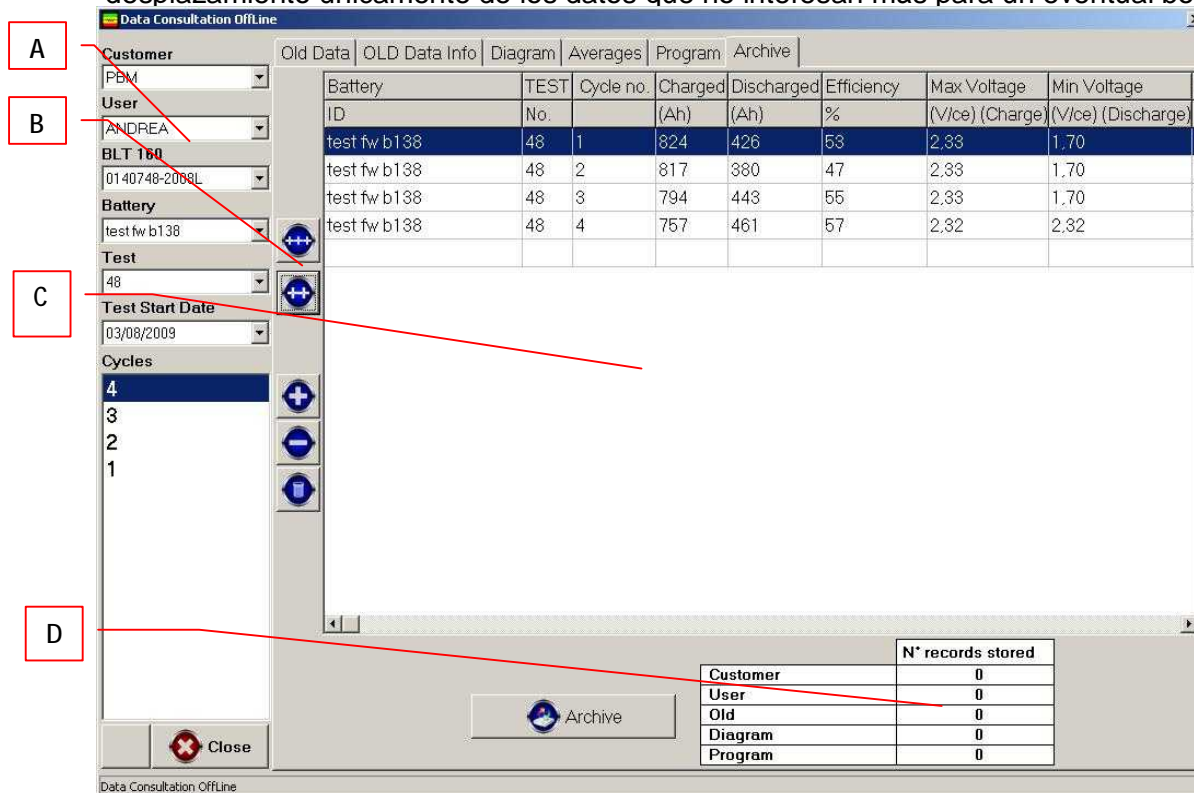 desplazamiento únicamente de los datos que no interesan más para un eventual
Data Consultation OffLine
A
B
C
D
Customer
PBM
User
ANDREA
BLT 160
0140748-2008L
Battery
test fw b138
Test
48
Test Start Date
03/08/2009
Cycles
4
3
2
1
Close
Old Data OLD Data Info Diagram Averages Program Archive
Battery TEST Cycle no. Charged Discharged Efficiency Max Voltage Min Voltage
ID No. (Ah) (Ah) % (V/ce) (Charge) (V/ce) (Discharge)
test fw b138 48 1 824 426 53 2,33 1,70
test fw b138 48 2 817 380 47 2,33 1,70
test fw b138 48 3 794 443 55 2,33 1,70
test fw b138 48 4 757 461 57 2,32 2,32
Archive
N° records stored
Customer 0
User 0
Old 0
Diagram 0
Program 0
Data Consultation OffLine